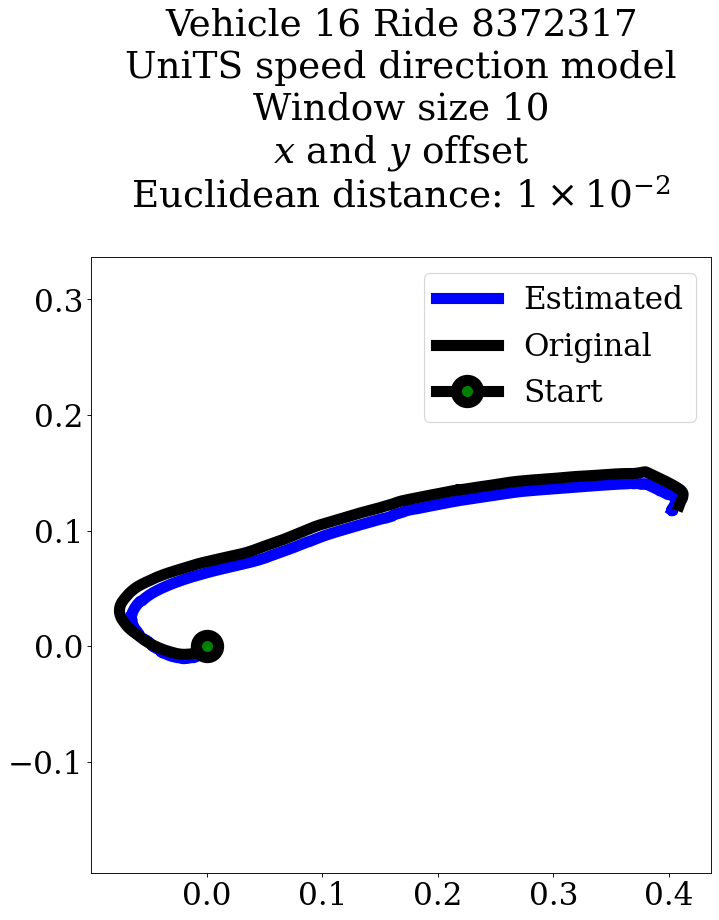 Vehicle 16 Ride 8372317
UniTS speed direction model
Window size 10
x and y offset
Euclidean distance: 1 × 10⁻²
Estimated
Original
Start
0.3
0.2
0.1
0.0
−0.1
0.0 0.1 0.2 0.3 0.4